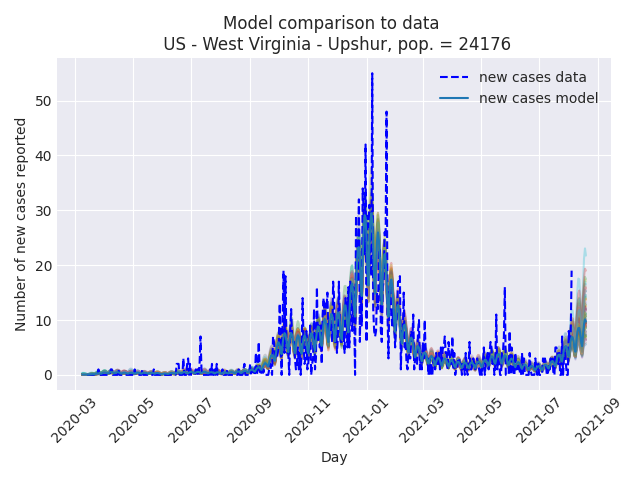 Model comparison to data
US - West Virginia - Upshur, pop. = 24176
new cases data
new cases model
Number of new cases reported
50
40
30
20
10
0
2020-03
2020-05
2020-07
2020-09
2020-11
2021-01
2021-03
2021-05
2021-07
2021-09
Day